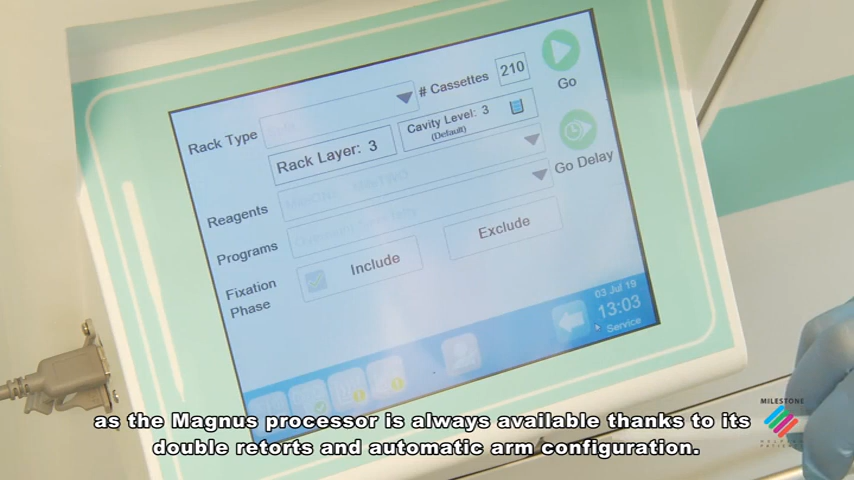 Rack Type
# Cassettes 210
Go
Rack Layer: 3
Cavity Level: 3
(Default)
Go Delay
Reagents
Programs
Fixation
Phase
Include
Exclude
03 Jul 19
13:03
Service
MILESTONE
as the Magnus processor is always available thanks to its
double retorts and automatic arm configuration.